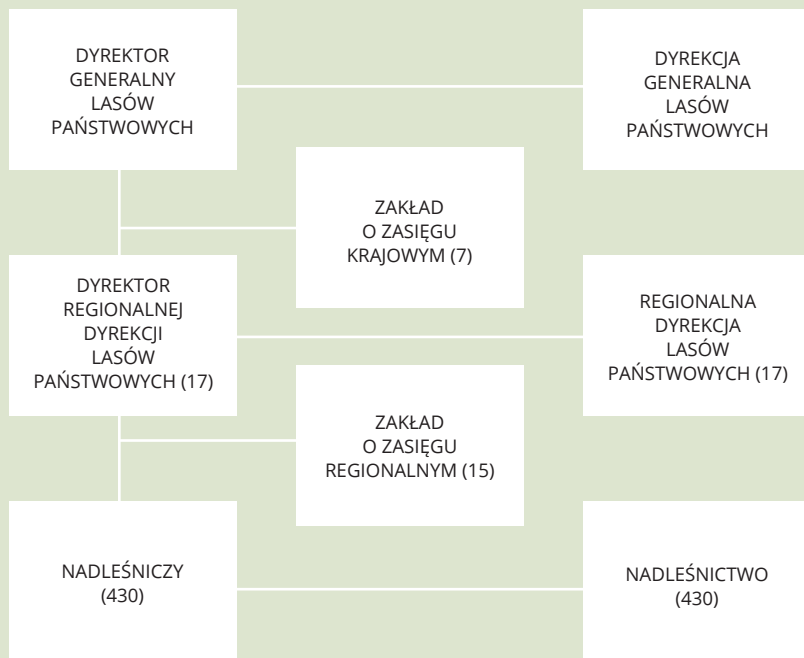 DYREKTOR
GENERALNY
LASÓW
PAŃSTWOWYCH
DYREKCJA
GENERALNA
LASÓW
PAŃSTWOWYCH
ZAKŁAD
O ZASIĘGU
KRAJOWYM (7)
DYREKTOR
REGIONALNEJ
DYREKCJI
LASÓW
PAŃSTWOWYCH (17)
REGIONALNA
DYREKCJA
LASÓW
PAŃSTWOWYCH (17)
ZAKŁAD
O ZASIĘGU
REGIONALNYM (15)
NADLEŚNICZY
(430)
NADLEŚNICTWO
(430)